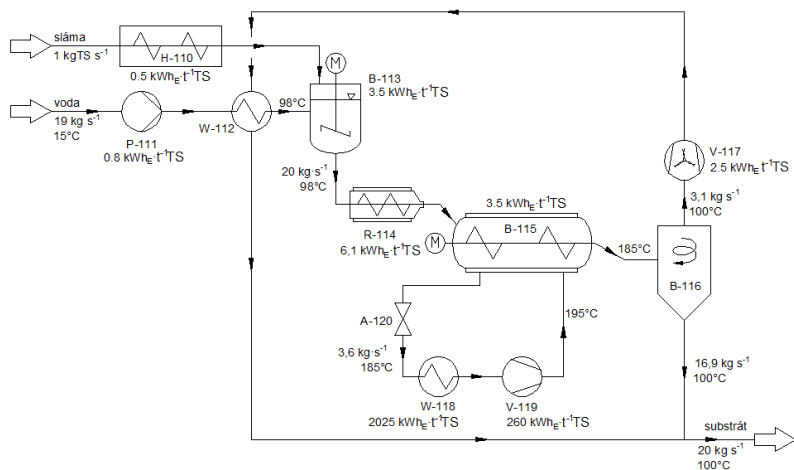 sláma
1 kgTS s⁻¹
H-110
0.5 kWh_E·t⁻¹TS
M
B-113
3.5 kWh_E·t⁻¹TS
voda
19 kg s⁻¹
15°C
P-111
0.8 kWh_E·t⁻¹TS
W-112
98°C
V-117
2.5 kWh_E t⁻¹TS
3,1 kg s⁻¹
100°C
20 kg·s⁻¹
98°C
R-114
6,1 kWh_E·t⁻¹TS
3.5 kWh_E·t⁻¹TS
B-115
M
185°C
B-116
A-120
195°C
3,6 kg·s⁻¹
185°C
W-118
2025 kWh_E·t⁻¹TS
V-119
260 kWh_E·t⁻¹TS
16,9 kg s⁻¹
100°C
substrát
20 kg s⁻¹
100°C